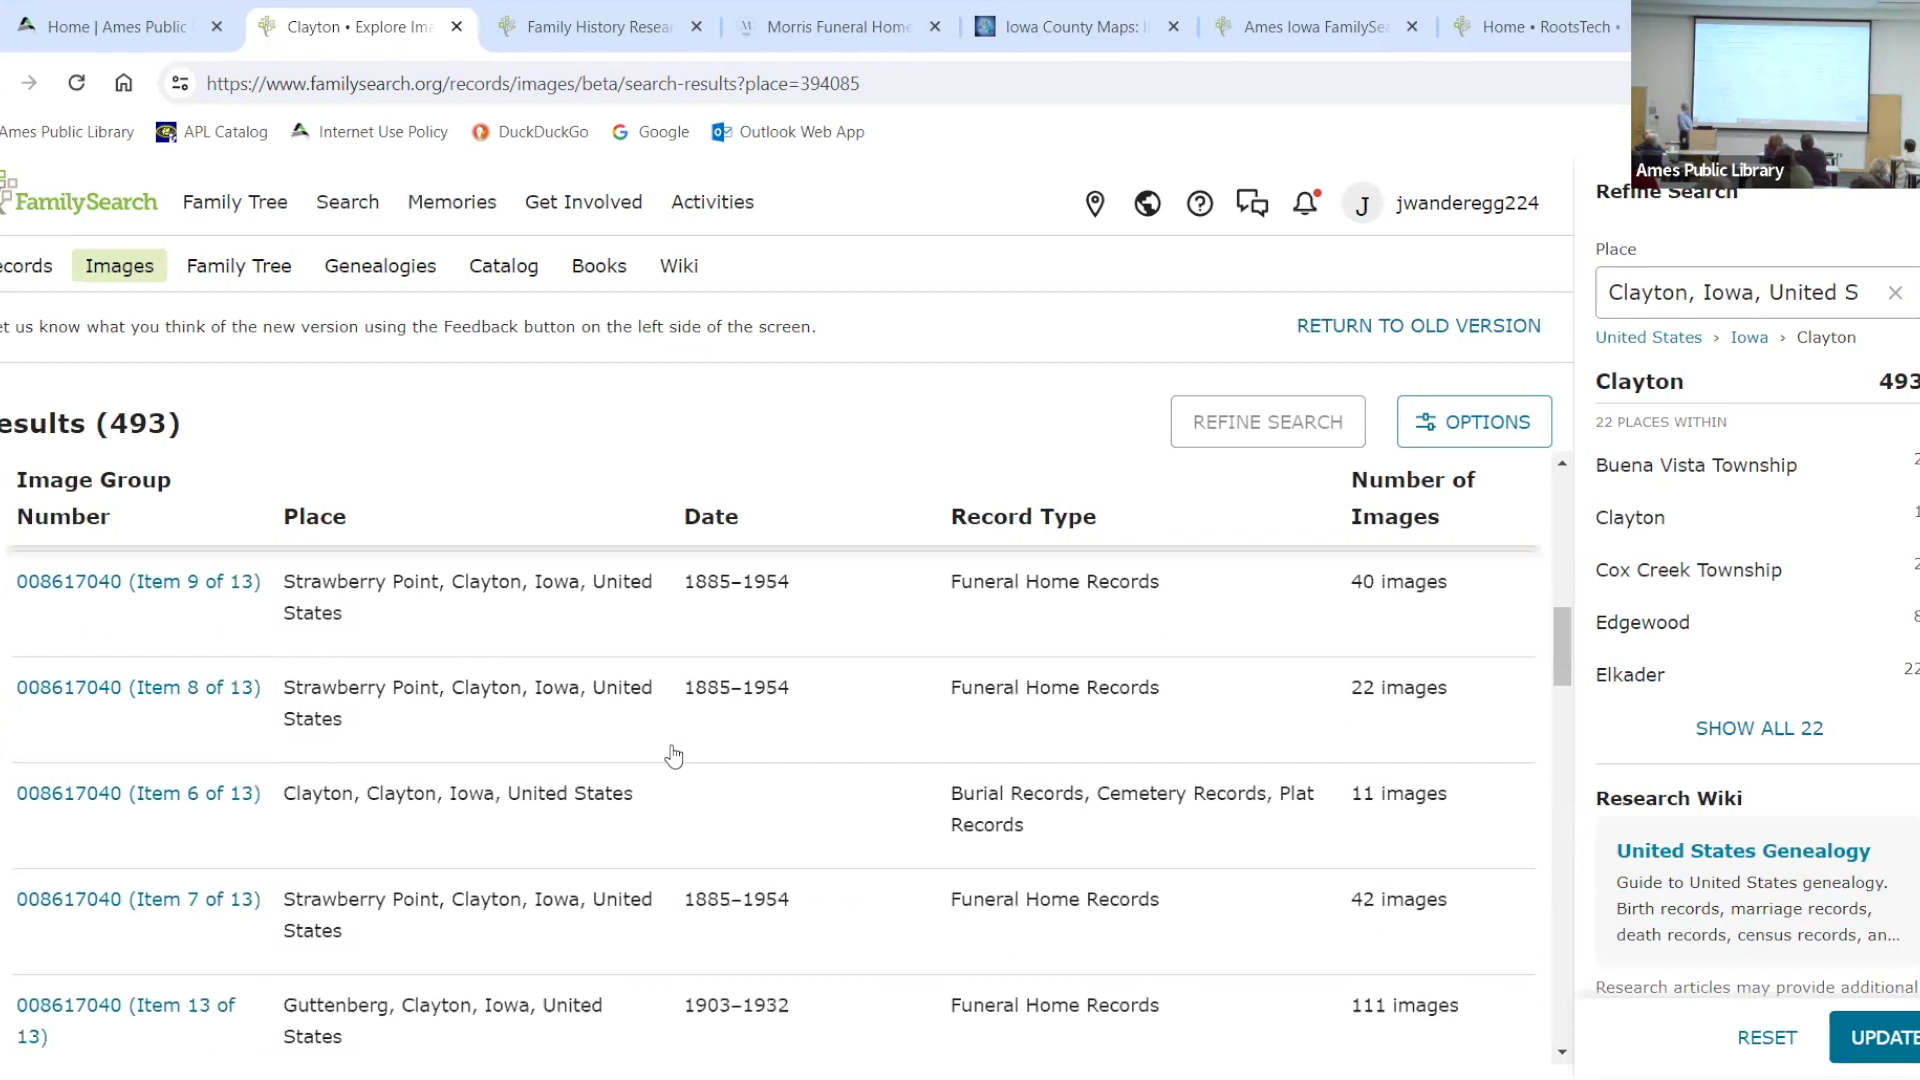 Home | Ames Public
Clayton • Explore Ima
Family History Resear
Morris Funeral Home
Iowa County Maps: I
Ames Iowa FamilySe
Home • RootsTech •
https://www.familysearch.org/records/images/beta/search-results?place=394085
Ames Public Library
APL Catalog
Internet Use Policy
DuckDuckGo
Google
Outlook Web App
Ames Public Library
FamilySearch
Family Tree
Search
Memories
Get Involved
Activities
J
jwanderegg224
ecords
Images
Family Tree
Genealogies
Catalog
Books
Wiki
et us know what you think of the new version using the Feedback button on the left side of the screen.
RETURN TO OLD VERSION
esults (493)
REFINE SEARCH
OPTIONS
Image Group
Number
Place
Date
Record Type
Number of
Images
008617040 (Item 9 of 13)
Strawberry Point, Clayton, Iowa, United
States
1885–1954
Funeral Home Records
40 images
008617040 (Item 8 of 13)
Strawberry Point, Clayton, Iowa, United
States
1885–1954
Funeral Home Records
22 images
008617040 (Item 6 of 13)
Clayton, Clayton, Iowa, United States
Burial Records, Cemetery Records, Plat
Records
11 images
008617040 (Item 7 of 13)
Strawberry Point, Clayton, Iowa, United
States
1885–1954
Funeral Home Records
42 images
008617040 (Item 13 of
13)
Guttenberg, Clayton, Iowa, United
States
1903–1932
Funeral Home Records
111 images
Refine Search
Place
Clayton, Iowa, United S
United States › Iowa › Clayton
Clayton
493
22 PLACES WITHIN
Buena Vista Township
2
Clayton
1
Cox Creek Township
2
Edgewood
8
Elkader
22
SHOW ALL 22
Research Wiki
United States Genealogy
Guide to United States genealogy.
Birth records, marriage records,
death records, census records, an...
Research articles may provide additional
RESET
UPDATE